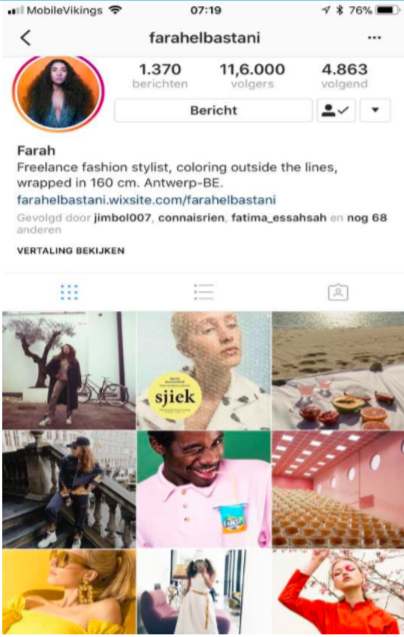 MobileVikings 07:19 76%
farahelbastani
1.370 11,6.000 4.863
berichten volgers volgend
Bericht
Farah
Freelance fashion stylist, coloring outside the lines,
wrapped in 160 cm. Antwerp-BE.
farahelbastani.wixsite.com/farahelbastani
Gevolgd door jimbol007, connaisrien, fatima_essahsah en nog 68
anderen
VERTALING BEKIJKEN
sjiek